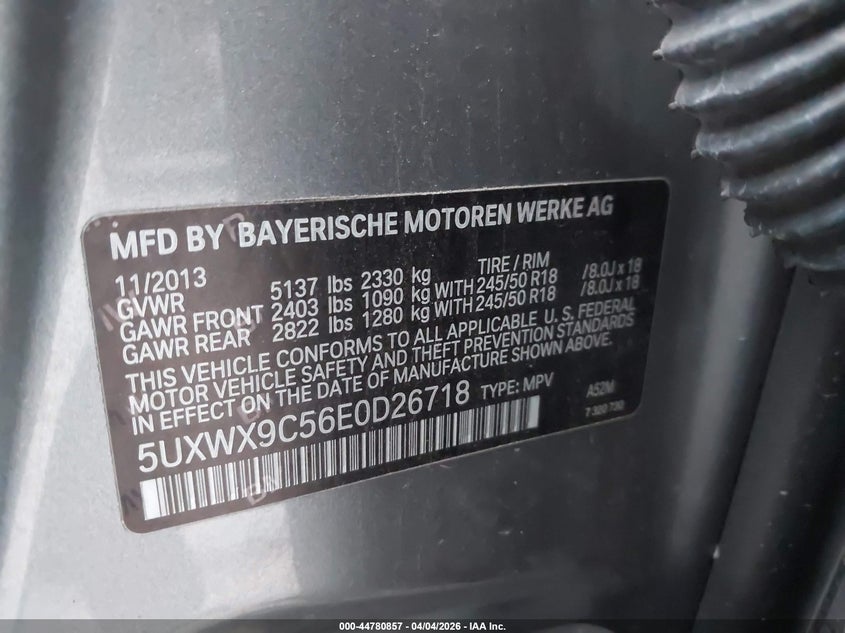 MFD BY BAYERISCHE MOTOREN WERKE AG
11/2013 TIRE / RIM
GVWR 5137 lbs 2330 kg
GAWR FRONT 2403 lbs 1090 kg WITH 245/50 R18 /8.0J x 18
GAWR REAR 2822 lbs 1280 kg WITH 245/50 R18 /8.0J x 18
THIS VEHICLE CONFORMS TO ALL APPLICABLE U.S. FEDERAL
MOTOR VEHICLE SAFETY AND THEFT PREVENTION STANDARDS
IN EFFECT ON THE DATE OF MANUFACTURE SHOWN ABOVE.
5UXWX9C56E0D26718 TYPE: MPV A52M
7 320 730
000-44780857 - 04/04/2026 - IAA Inc.